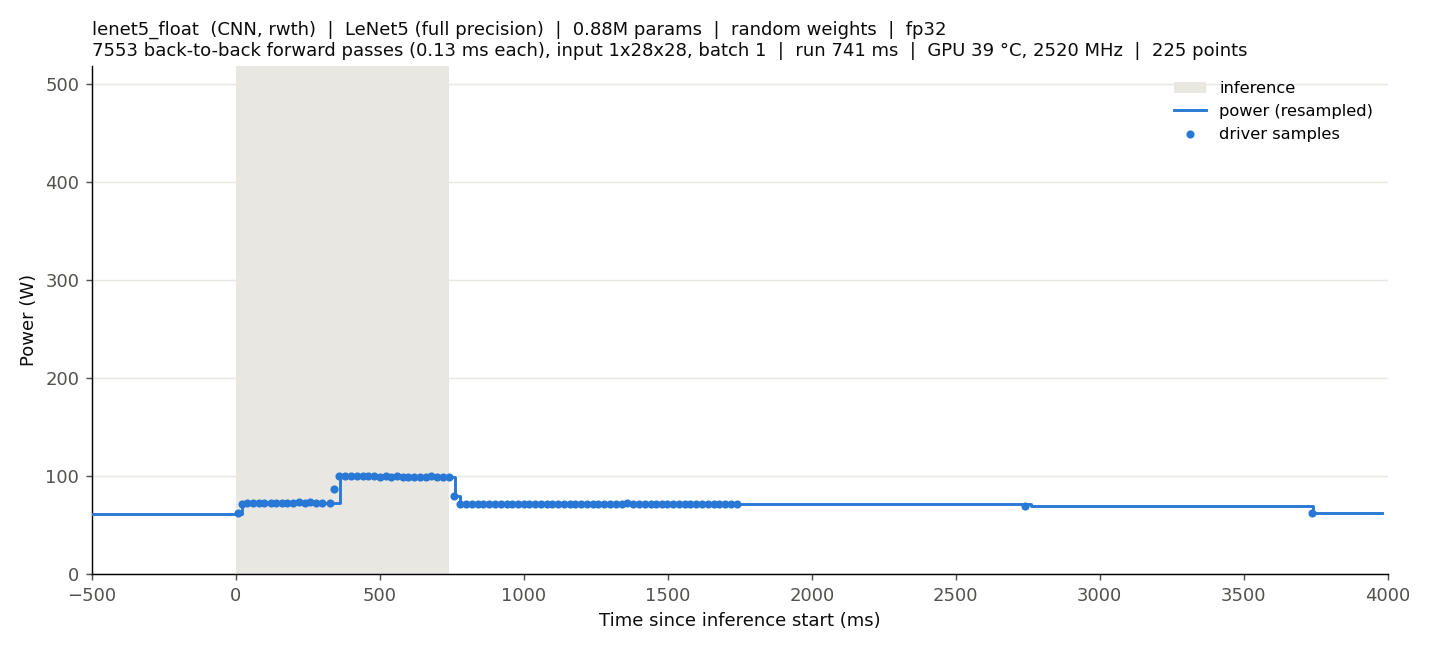 lenet5_float  (CNN, rwth)  |  LeNet5 (full precision)  |  0.88M params  |  random weights  |  fp32
7553 back-to-back forward passes (0.13 ms each), input 1x28x28, batch 1  |  run 741 ms  |  GPU 39 °C, 2520 MHz  |  225 points
inference
power (resampled)
driver samples
Power (W)
500
400
300
200
100
0
−500 0 500 1000 1500 2000 2500 3000 3500 4000
Time since inference start (ms)